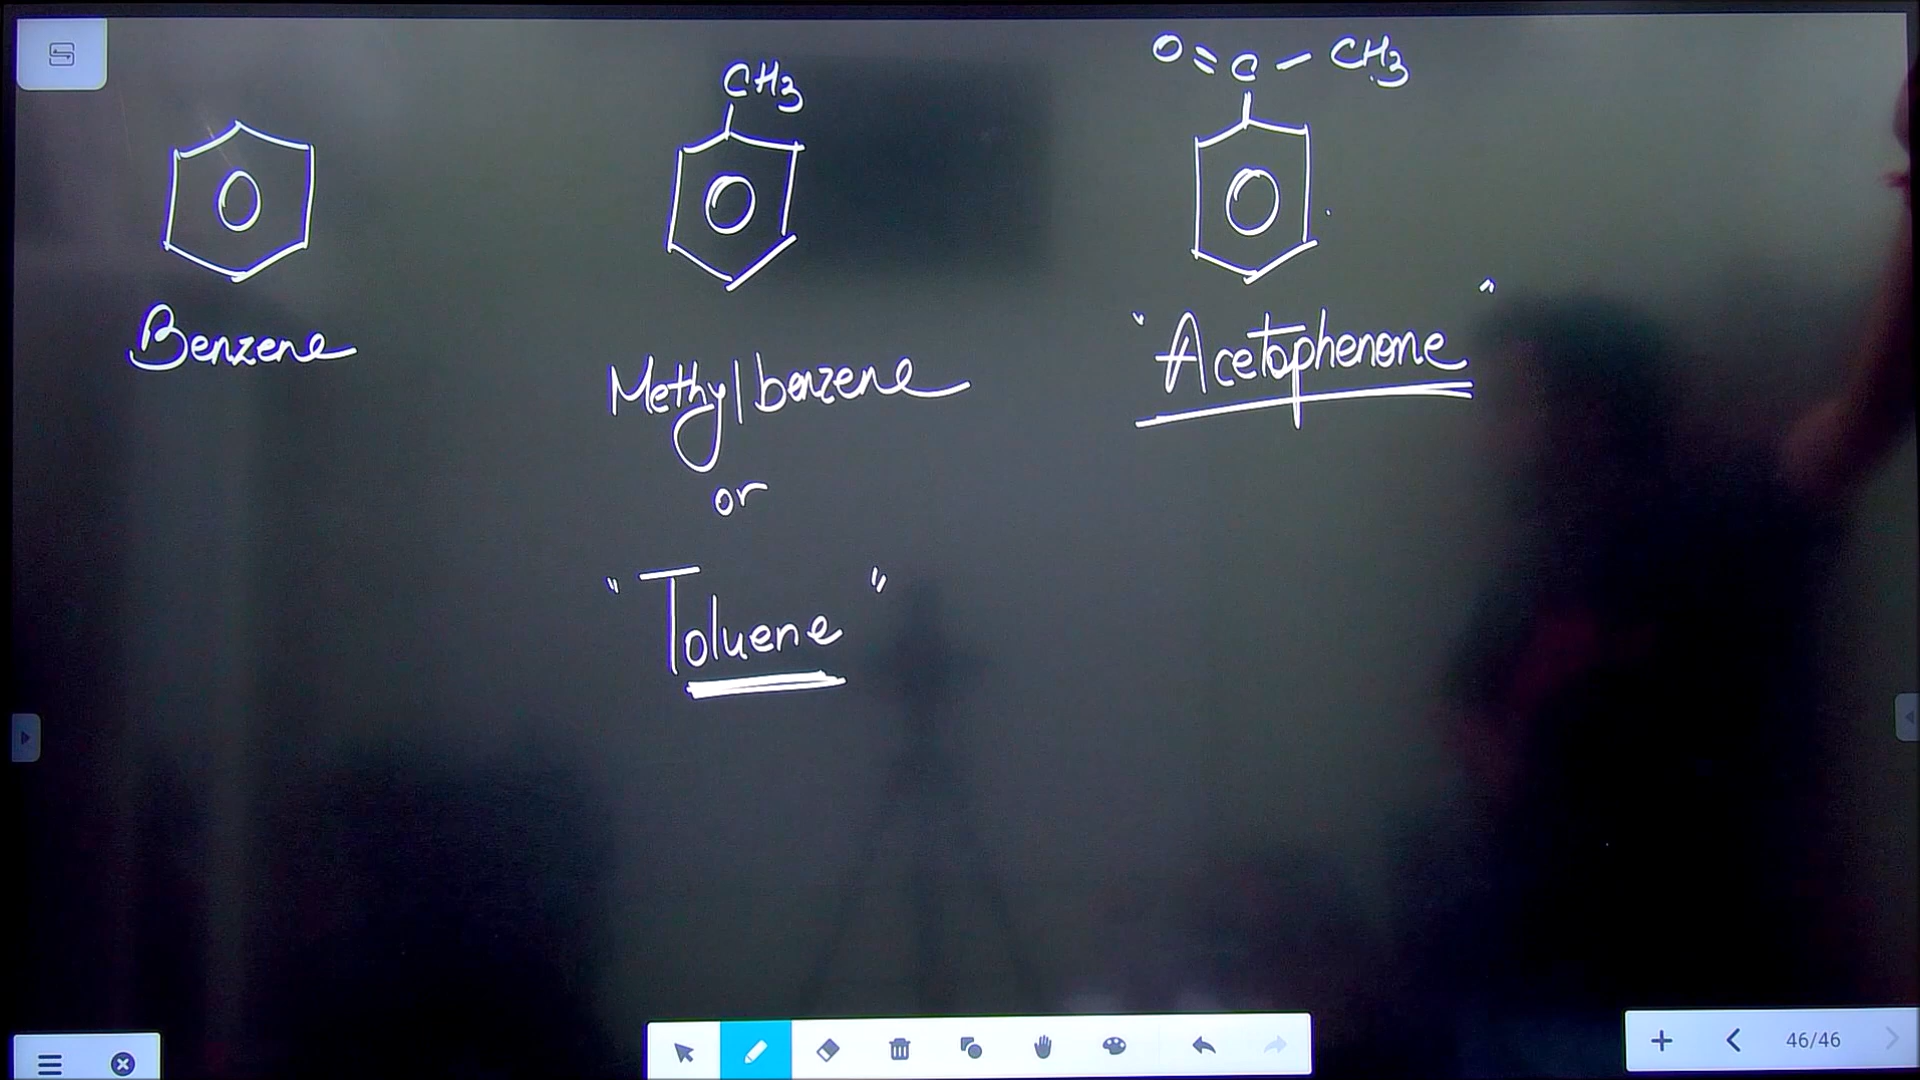 CH3
O=C-CH3
Benzene
Methylbenzene
or
"Toluene"
"Acetophenone"
46/46